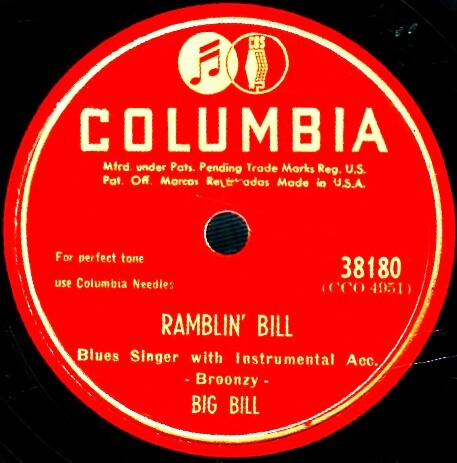 CBS
COLUMBIA
Mfrd. under Pats. Pending Trade Marks Reg. U.S.
Pat. Off. Marcas Registradas Made in U.S.A.
For perfect tone
use Columbia Needles
38180
(CCO 4951)
RAMBLIN' BILL
Blues Singer with Instrumental Acc.
- Broonzy -
BIG BILL